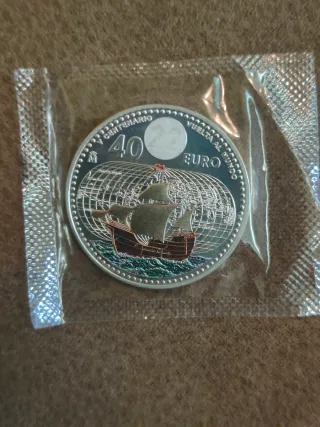 V CENTENARIO
VUELTA AL MUNDO
40
EURO